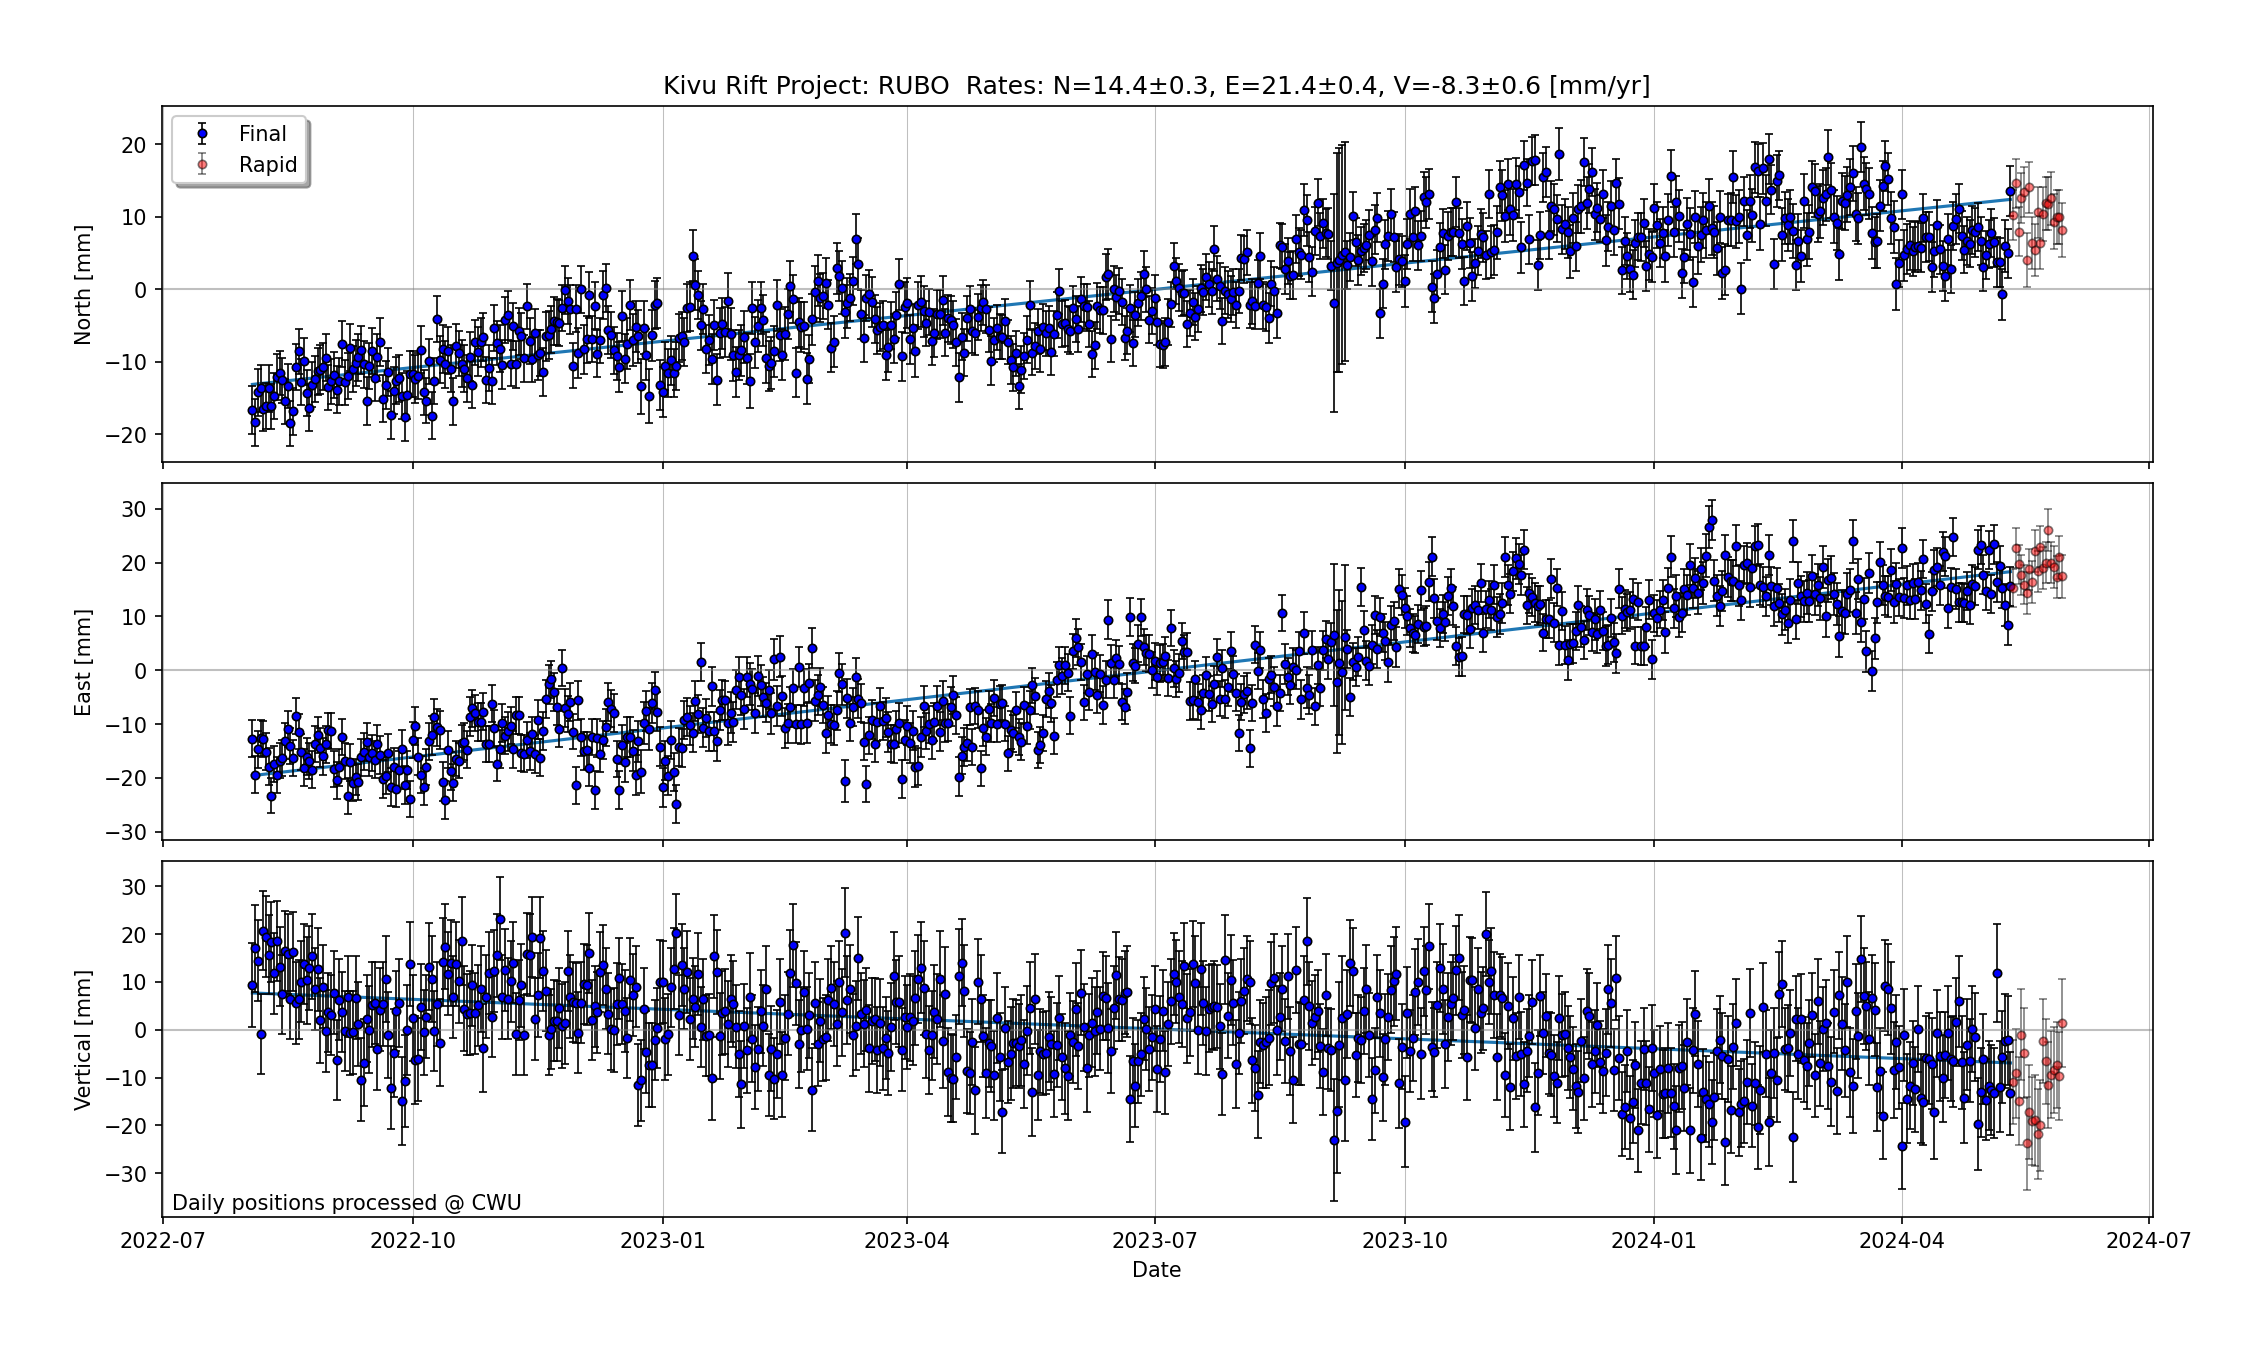 Kivu Rift Project: RUBO  Rates: N=14.4±0.3, E=21.4±0.4, V=-8.3±0.6 [mm/yr]
Final
Rapid
North [mm]
20
10
0
−10
−20
East [mm]
30
20
10
0
−10
−20
−30
Vertical [mm]
30
20
10
0
−10
−20
−30
Daily positions processed @ CWU
2022-07 2022-10 2023-01 2023-04 2023-07 2023-10 2024-01 2024-04 2024-07
Date